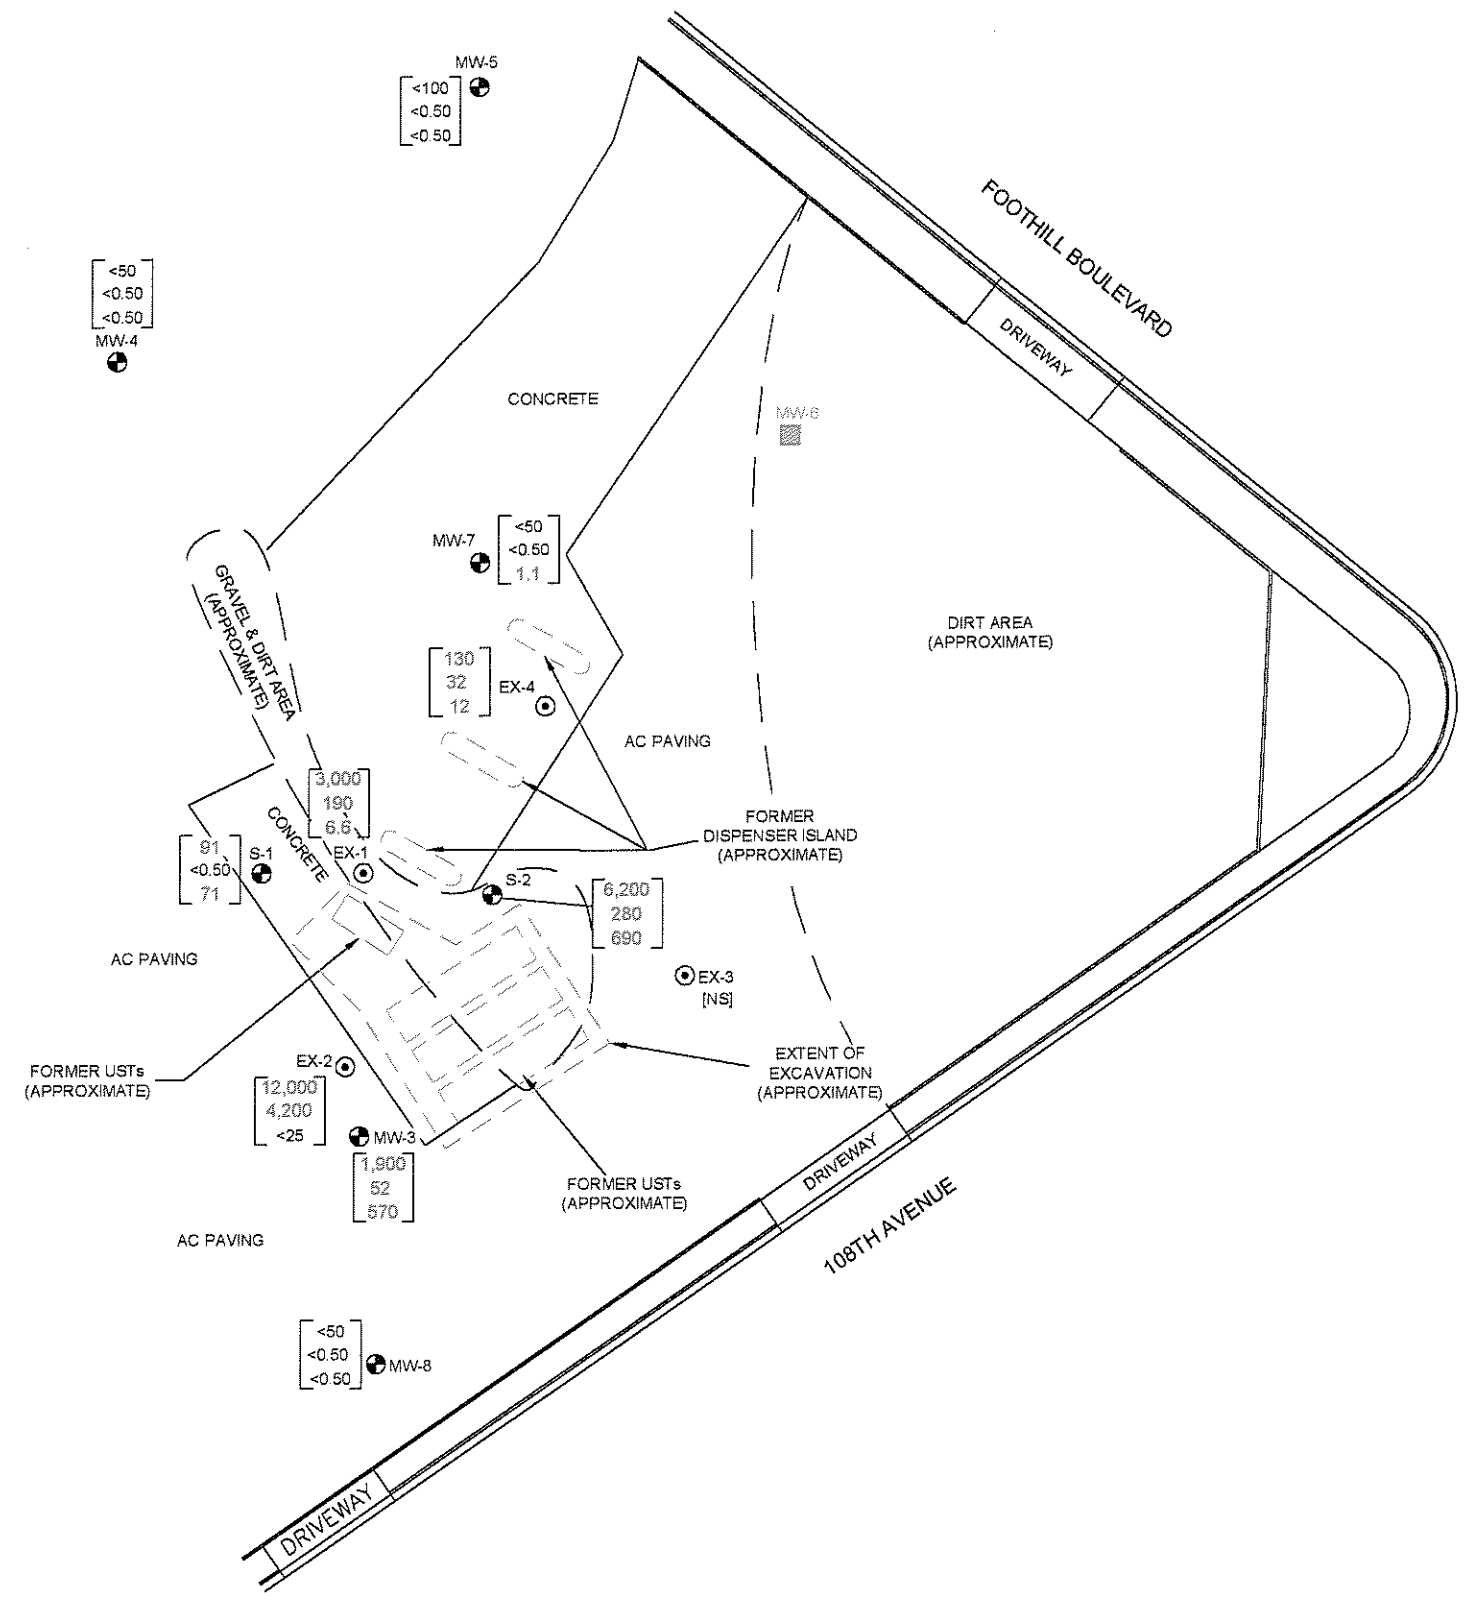 MW-5
<100
<0.50
<0.50
FOOTHILL BOULEVARD
<50
<0.50
<0.50
MW-4
DRIVEWAY
CONCRETE
MW-6
MW-7
<50
<0.50
1.1
GRAVEL & DIRT AREA
(APPROXIMATE)
DIRT AREA
(APPROXIMATE)
130
32
12
EX-4
AC PAVING
3,000
190
6.6
EX-1
CONCRETE
FORMER
DISPENSER ISLAND
(APPROXIMATE)
91
<0.50
71
S-1
S-2
6,200
280
690
AC PAVING
EX-3
[NS]
FORMER USTs
(APPROXIMATE)
EX-2
12,000
4,200
<25
EXTENT OF
EXCAVATION
(APPROXIMATE)
MW-3
1,900
52
570
FORMER USTs
(APPROXIMATE)
DRIVEWAY
108TH AVENUE
AC PAVING
<50
<0.50
<0.50
MW-8
DRIVEWAY